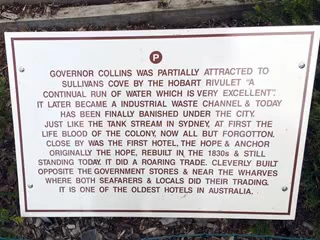 P
GOVERNOR COLLINS WAS PARTIALLY ATTRACTED TO
SULLIVANS COVE BY THE HOBART RIVULET "A
CONTINUAL RUN OF WATER WHICH IS VERY EXCELLENT".
IT LATER BECAME A INDUSTRIAL WASTE CHANNEL & TODAY
HAS BEEN FINALLY BANISHED UNDER THE CITY.
JUST LIKE THE TANK STREAM IN SYDNEY, AT FIRST THE
LIFE BLOOD OF THE COLONY, NOW ALL BUT FORGOTTON.
CLOSE BY WAS THE FIRST HOTEL, THE HOPE & ANCHOR
ORIGINALLY THE HOPE, REBUILT IN THE 1830s & STILL
STANDING TODAY. IT DID A ROARING TRADE. CLEVERLY BUILT
OPPOSITE THE GOVERNMENT STORES & NEAR THE WHARVES
WHERE BOTH SEAFARERS & LOCALS DID THEIR TRADING.
IT IS ONE OF THE OLDEST HOTELS IN AUSTRALIA.